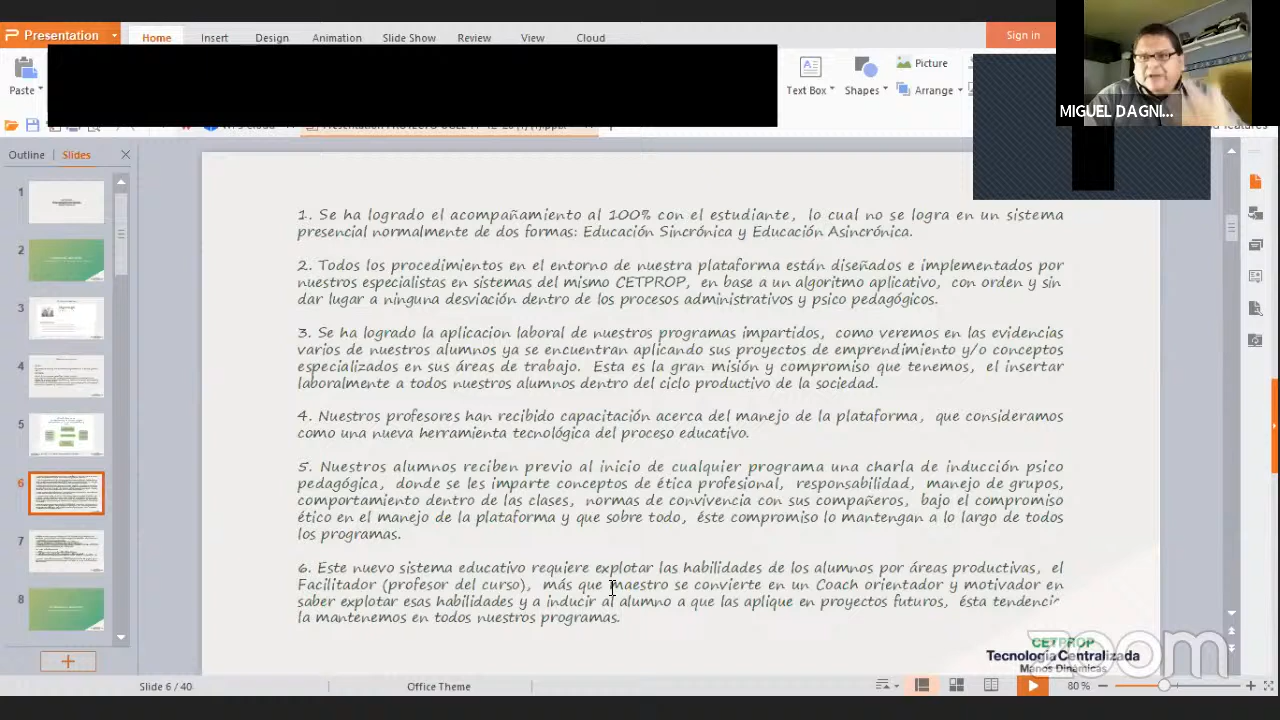 Presentation
Home Insert Design Animation Slide Show Review View Cloud
Sign in
Paste
Text Box
Shapes
Picture
Arrange
MIGUEL DAGNI...
Outline Slides
1
2
3
4
5
6
7
8
1. Se ha logrado el acompañamiento al 100% con el estudiante, lo cual no se logra en un sistema
presencial normalmente de dos formas: Educación Sincrónica y Educación Asincrónica.
2. Todos los procedimientos en el entorno de nuestra plataforma están diseñados e implementados por
nuestros especialistas en sistemas del mismo CETPROP, en base a un algoritmo aplicativo, con orden y sin
dar lugar a ninguna desviación dentro de los procesos administrativos y psico pedagógicos.
3. Se ha logrado la aplicacion laboral de nuestros programas impartidos, como veremos en las evidencias
varios de nuestros alumnos ya se encuentran aplicando sus proyectos de emprendimiento y/o conceptos
especializados en sus áreas de trabajo. Esta es la gran misión y compromiso que tenemos, el insertar
laboralmente a todos nuestros alumnos dentro del ciclo productivo de la sociedad.
4. Nuestros profesores han recibido capacitación acerca del manejo de la plataforma, que consideramos
como una nueva herramienta tecnológica del proceso educativo.
5. Nuestros alumnos reciben previo al inicio de cualquier programa una charla de inducción psico
pedagógica, donde se les imparte conceptos de ética profesional, responsabilidad, manejo de grupos,
comportamiento dentro de las clases, normas de convivencia con sus compañeros, bajo el compromiso
ético en el manejo de la plataforma y que sobre todo, éste compromiso lo mantengan a lo largo de todos
los programas.
6. Este nuevo sistema educativo requiere explotar las habilidades de los alumnos por áreas productivas, el
Facilitador (profesor del curso), más que maestro se convierte en un Coach orientador y motivador en
saber explotar esas habilidades y a inducir al alumno a que las aplique en proyectos futuros, ésta tendencia
la mantenemos en todos nuestros programas.
CETPROP
Tecnología Centralizada
Manos Dinámicas
zoom
Slide 6 / 40
Office Theme
80%